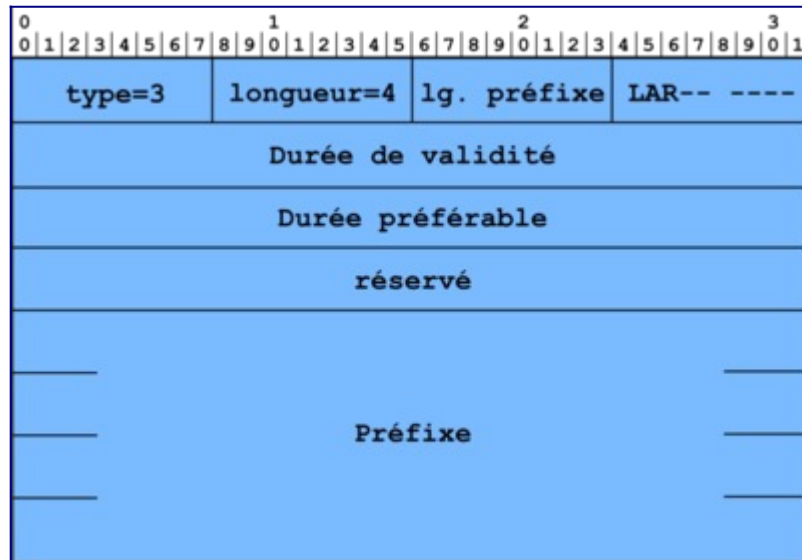 0 1 2 3
0 1 2 3 4 5 6 7 8 9 0 1 2 3 4 5 6 7 8 9 0 1 2 3 4 5 6 7 8 9 0 1
type=3 longueur=4 lg. préfixe LAR-- ----
Durée de validité
Durée préférable
réservé
Préfixe